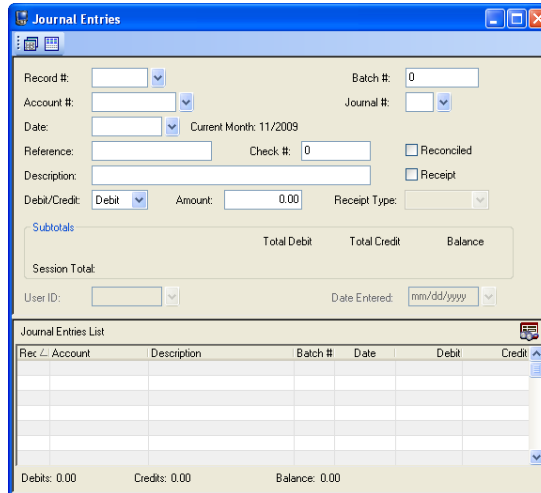 Journal Entries
Record #: Batch #: 0
Account #: Journal #:
Date: Current Month: 11/2009
Reference: Check #: 0 Reconciled
Description: Receipt
Debit/Credit: Debit Amount: 0.00 Receipt Type:
Subtotals
Total Debit Total Credit Balance
Session Total:
User ID: Date Entered: mm/dd/yyyy
Journal Entries List
Rec Account Description Batch # Date Debit Credit
Debits: 0.00 Credits: 0.00 Balance: 0.00